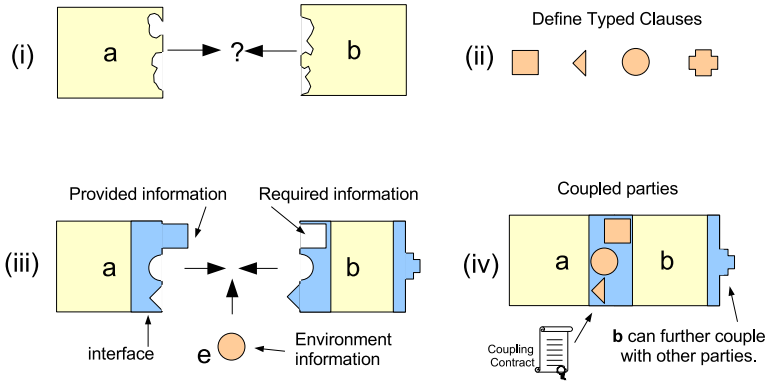 Define Typed Clauses
(i)
a
?
b
(ii)
Provided information
Required information
Coupled parties
(iii)
a
b
(iv)
a
b
interface
e
Environment
information
Coupling
Contract
b can further couple
with other parties.